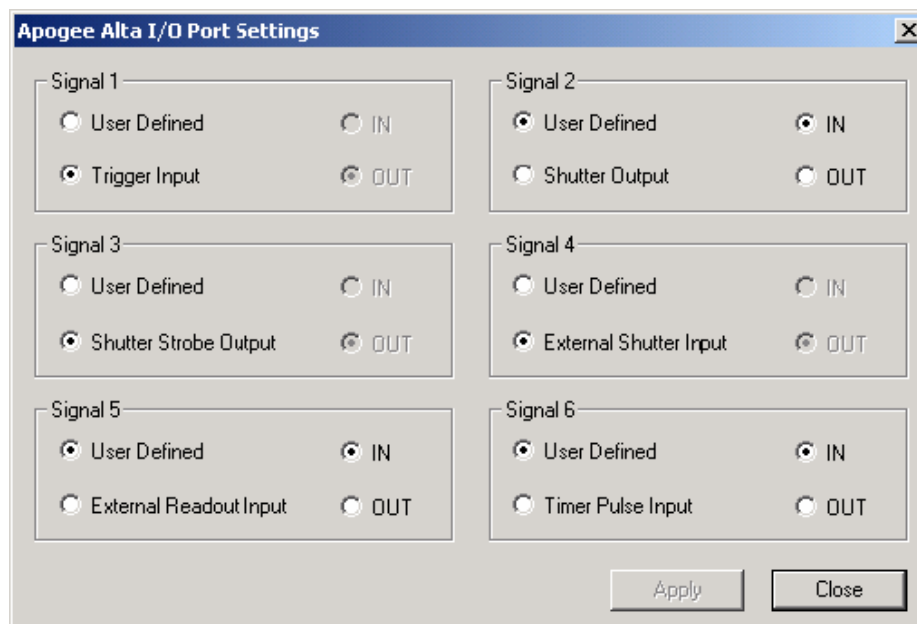 Apogee Alta I/O Port Settings
Signal 1
User Defined IN
Trigger Input OUT
Signal 2
User Defined IN
Shutter Output OUT
Signal 3
User Defined IN
Shutter Strobe Output OUT
Signal 4
User Defined IN
External Shutter Input OUT
Signal 5
User Defined IN
External Readout Input OUT
Signal 6
User Defined IN
Timer Pulse Input OUT
Apply Close